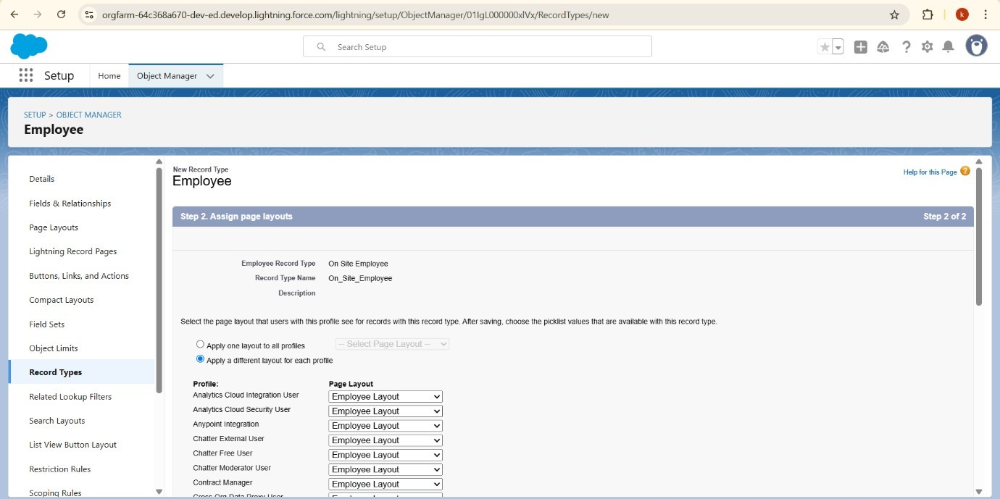 orgfarm-64c368a670-dev-ed.develop.lightning.force.com/lightning/setup/ObjectManager/01IgL000000xlVx/RecordTypes/new
k
Search Setup
Setup
Home
Object Manager
SETUP > OBJECT MANAGER
Employee
Details
Fields & Relationships
Page Layouts
Lightning Record Pages
Buttons, Links, and Actions
Compact Layouts
Field Sets
Object Limits
Record Types
Related Lookup Filters
Search Layouts
List View Button Layout
Restriction Rules
Scoping Rules
New Record Type
Employee
Help for this Page ?
Step 2. Assign page layouts Step 2 of 2
Employee Record Type On Site Employee
Record Type Name On_Site_Employee
Description
Select the page layout that users with this profile see for records with this record type. After saving, choose the picklist values that are available with this record type.
Apply one layout to all profiles -- Select Page Layout --
Apply a different layout for each profile
Profile: Page Layout
Analytics Cloud Integration User Employee Layout
Analytics Cloud Security User Employee Layout
Anypoint Integration Employee Layout
Chatter External User Employee Layout
Chatter Free User Employee Layout
Chatter Moderator User Employee Layout
Contract Manager Employee Layout
Cross Org Data Proxy User